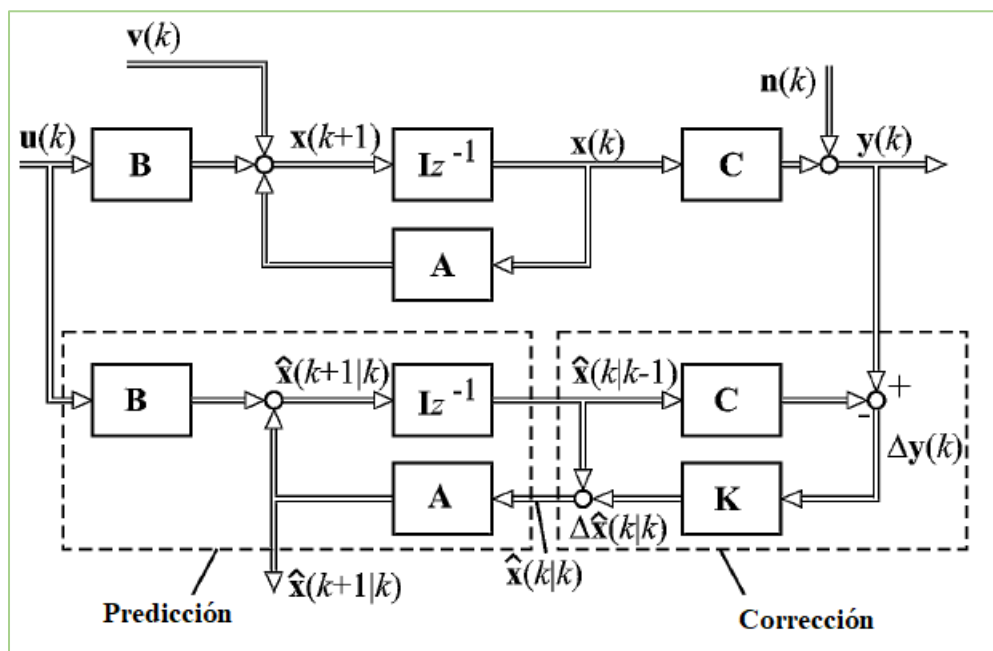 v(k)
n(k)
u(k)
B
x(k+1)
Iz⁻¹
x(k)
C
y(k)
A
B
x̂(k+1|k)
Iz⁻¹
x̂(k|k-1)
C
+
-
Δy(k)
A
Δx̂(k|k)
K
x̂(k+1|k)
x̂(k|k)
Predicción
Corrección